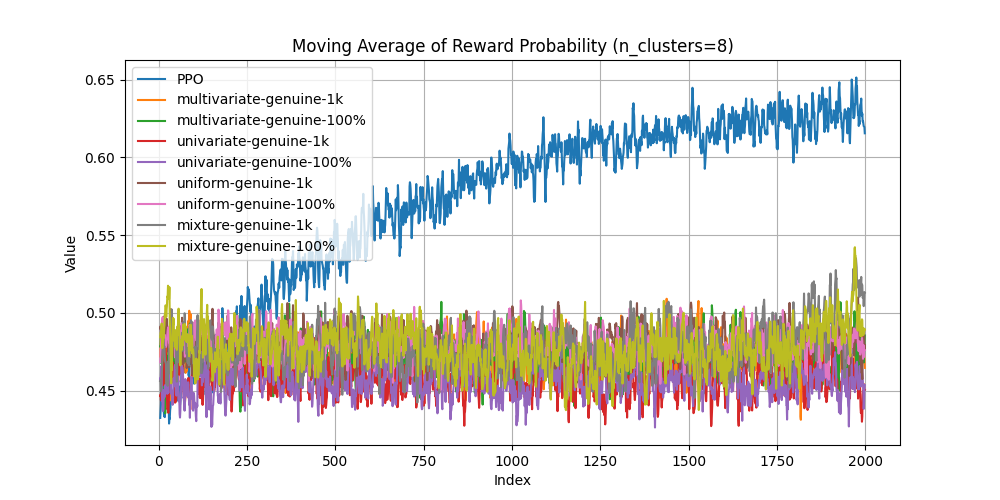 Moving Average of Reward Probability (n_clusters=8)
0.65
0.60
0.55
0.50
0.45
Value
PPO
multivariate-genuine-1k
multivariate-genuine-100%
univariate-genuine-1k
univariate-genuine-100%
uniform-genuine-1k
uniform-genuine-100%
mixture-genuine-1k
mixture-genuine-100%
0 250 500 750 1000 1250 1500 1750 2000
Index